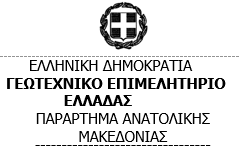 ΕΛΛΗΝΙΚΗ ΔΗΜΟΚΡΑΤΙΑ
ΓΕΩΤΕΧΝΙΚΟ ΕΠΙΜΕΛΗΤΗΡΙΟ
ΕΛΛΑΔΑΣ
ΠΑΡΑΡΤΗΜΑ ΑΝΑΤΟΛΙΚΗΣ
ΜΑΚΕΔΟΝΙΑΣ